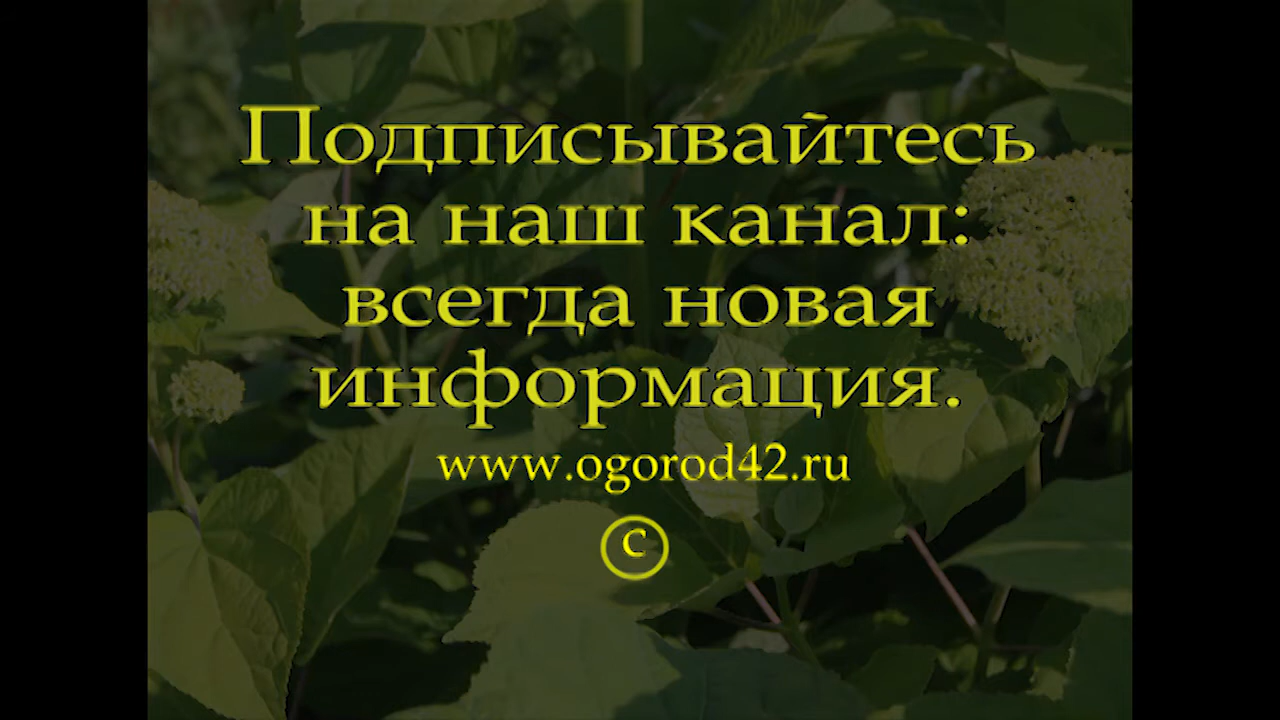 Подписывайтесь
на наш канал:
всегда новая
информация.
www.ogorod42.ru
©